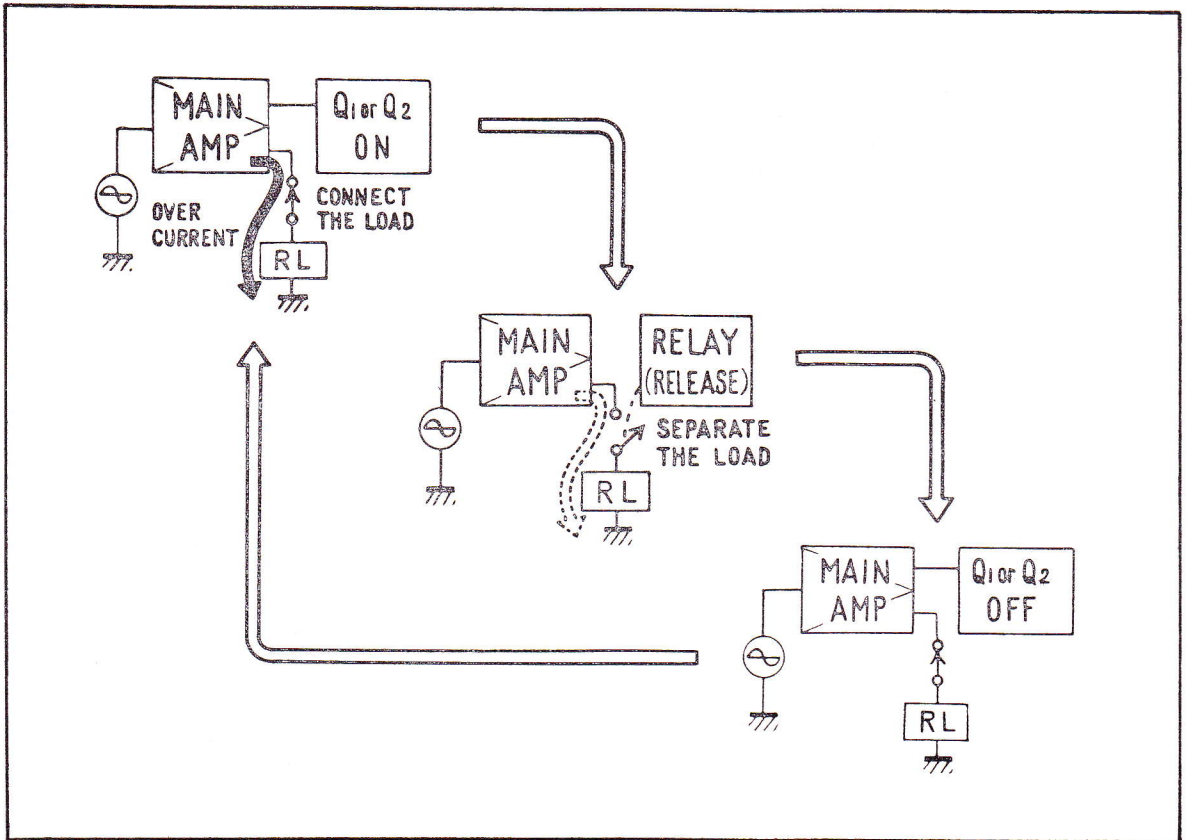 MAIN
AMP
Q1 or Q2
ON
OVER
CURRENT
CONNECT
THE LOAD
RL
MAIN
AMP
RELAY
(RELEASE)
SEPARATE
THE LOAD
RL
MAIN
AMP
Q1 or Q2
OFF
RL